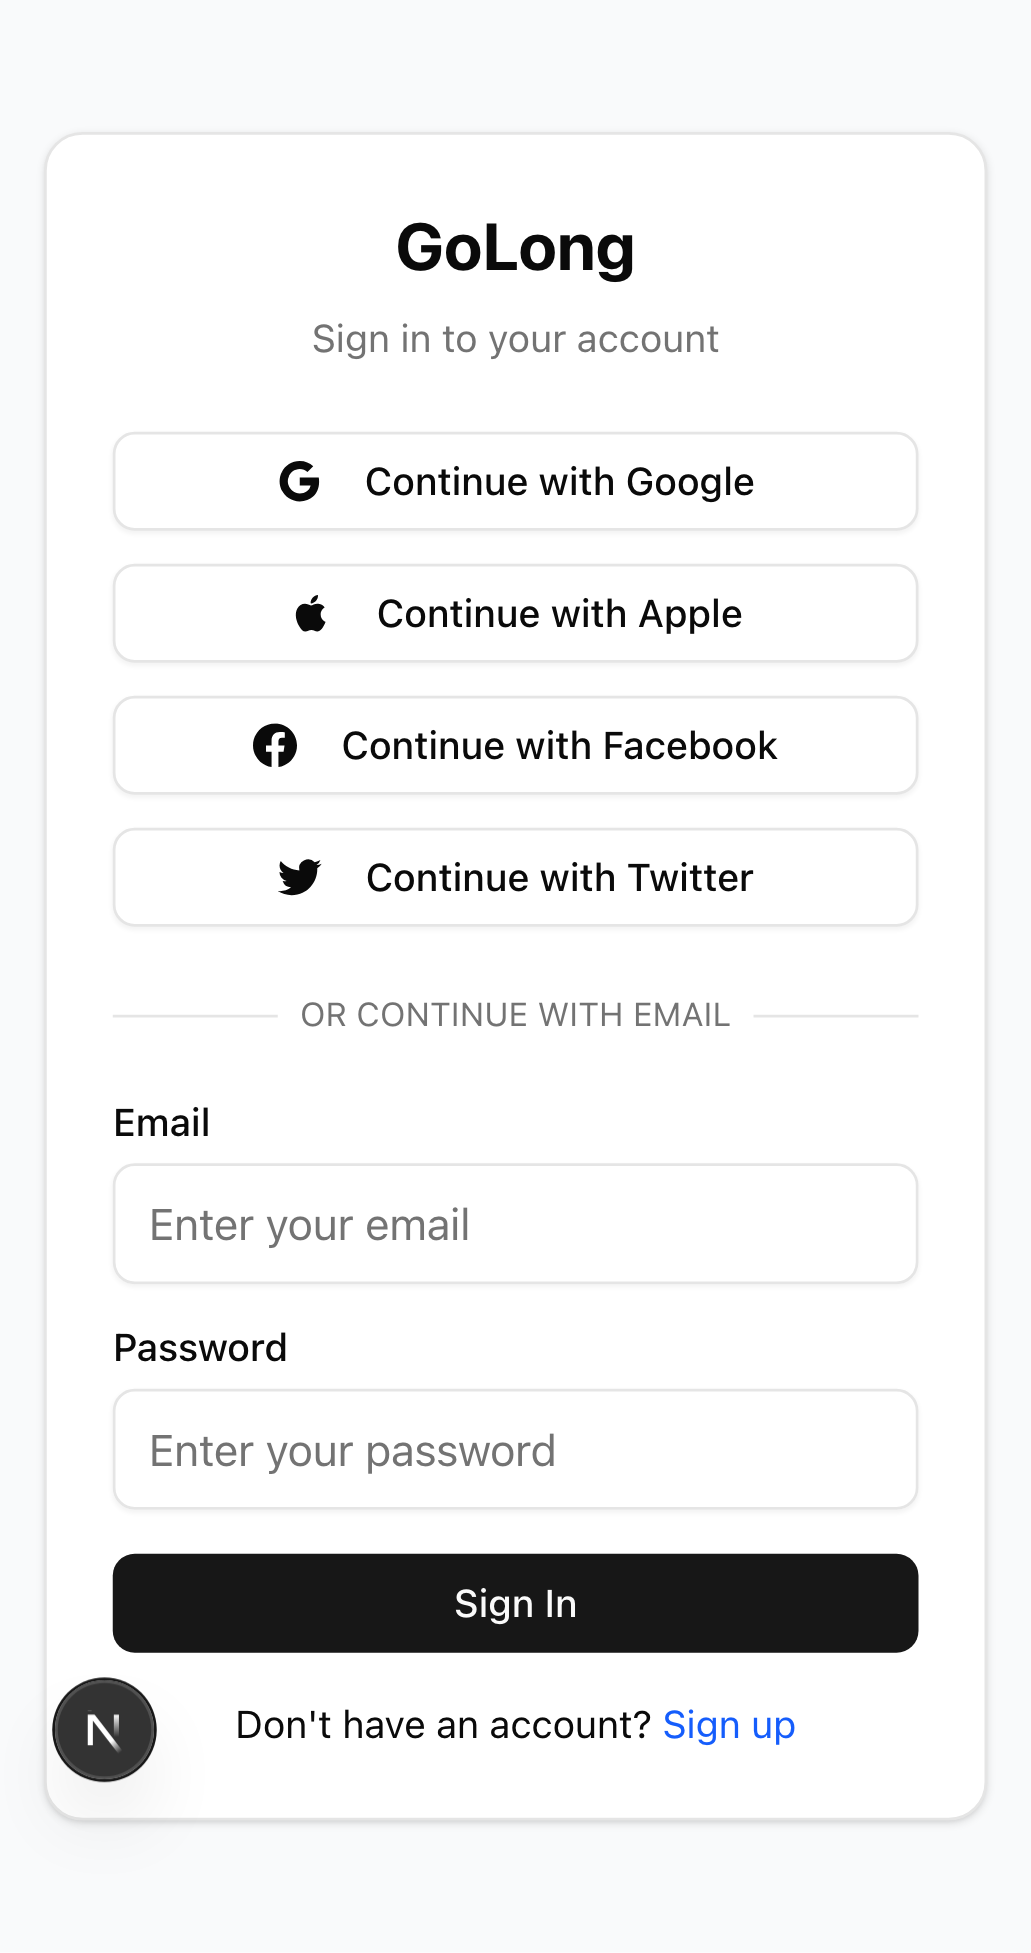 GoLong
Sign in to your account
Continue with Google
Continue with Apple
Continue with Facebook
Continue with Twitter
OR CONTINUE WITH EMAIL
Email
Enter your email
Password
Enter your password
Sign In
N
Don't have an account? Sign up